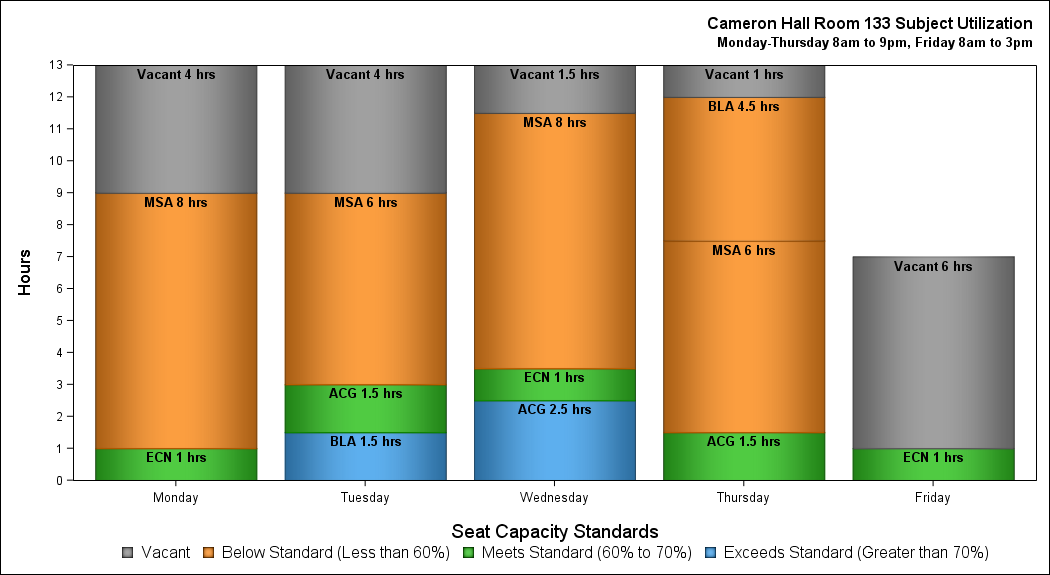 Cameron Hall Room 133 Subject Utilization
Monday-Thursday 8am to 9pm, Friday 8am to 3pm
Hours
13
12
11
10
9
8
7
6
5
4
3
2
1
0
Vacant 4 hrs
MSA 8 hrs
ECN 1 hrs
Vacant 4 hrs
MSA 6 hrs
ACG 1.5 hrs
BLA 1.5 hrs
Vacant 1.5 hrs
MSA 8 hrs
ECN 1 hrs
ACG 2.5 hrs
Vacant 1 hrs
BLA 4.5 hrs
MSA 6 hrs
ACG 1.5 hrs
Vacant 6 hrs
ECN 1 hrs
Monday
Tuesday
Wednesday
Thursday
Friday
Seat Capacity Standards
Vacant
Below Standard (Less than 60%)
Meets Standard (60% to 70%)
Exceeds Standard (Greater than 70%)